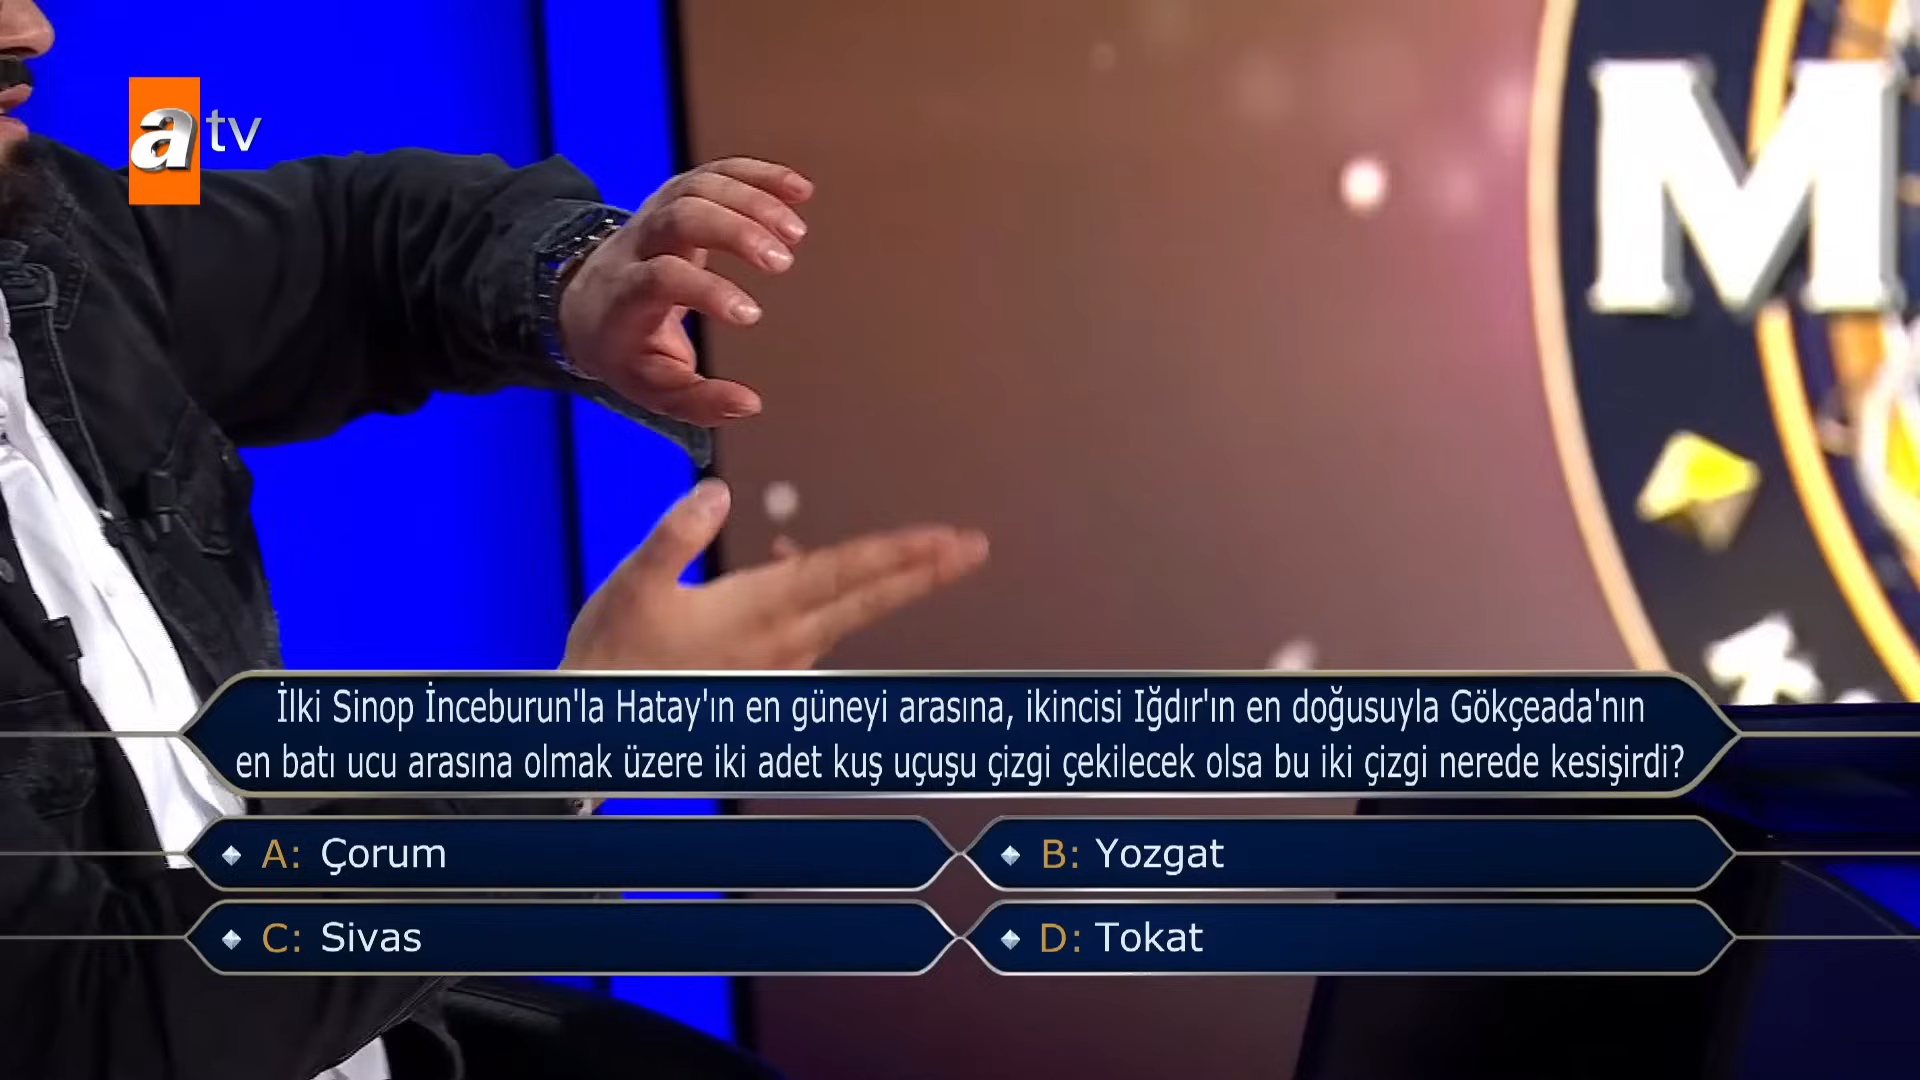 atv
M
İlki Sinop İnceburun'la Hatay'ın en güneyi arasına, ikincisi Iğdır'ın en doğusuyla Gökçeada'nın
en batı ucu arasına olmak üzere iki adet kuş uçuşu çizgi çekilecek olsa bu iki çizgi nerede kesişirdi?
A: Çorum
B: Yozgat
C: Sivas
D: Tokat